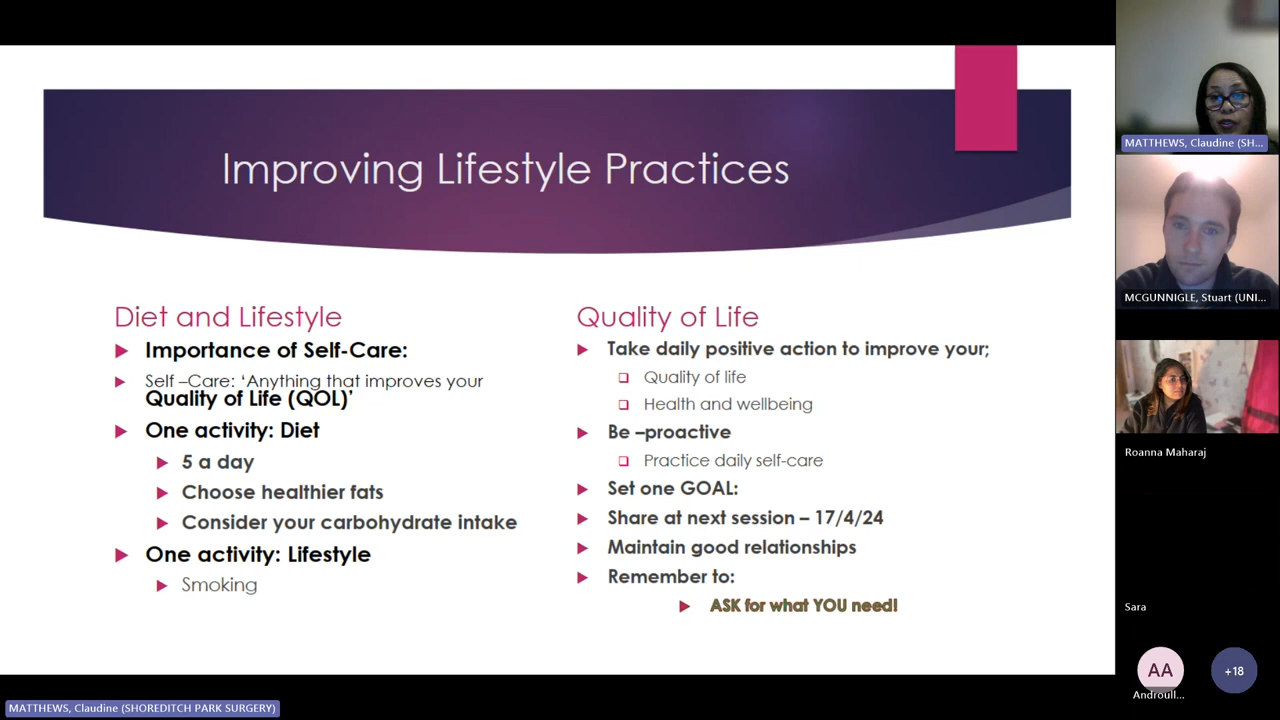 Improving Lifestyle Practices
Diet and Lifestyle
Importance of Self-Care:
Self –Care: ‘Anything that improves your
Quality of Life (QOL)’
One activity: Diet
5 a day
Choose healthier fats
Consider your carbohydrate intake
One activity: Lifestyle
Smoking
Quality of Life
Take daily positive action to improve your;
Quality of life
Health and wellbeing
Be –proactive
Practice daily self-care
Set one GOAL:
Share at next session – 17/4/24
Maintain good relationships
Remember to:
ASK for what YOU need!
MATTHEWS, Claudine (SH...
MCGUNNIGLE, Stuart (UNI...
Roanna Maharaj
Sara
AA
Androull...
+18
MATTHEWS, Claudine (SHOREDITCH PARK SURGERY)